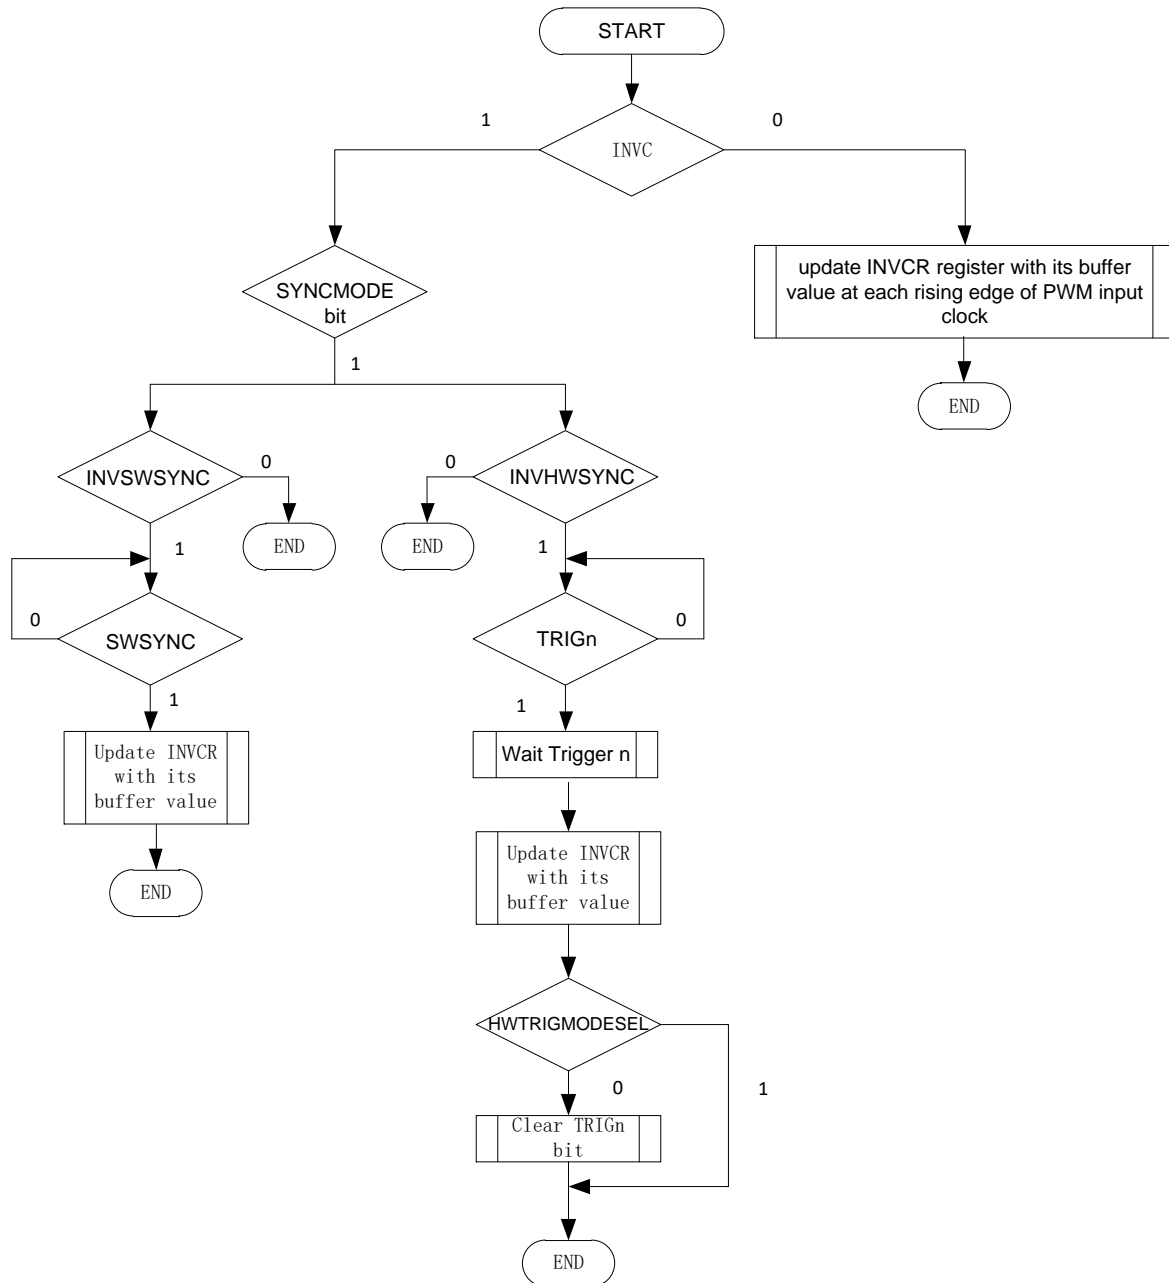 START
1
0
INVC
SYNCMODE
bit
update INVCR register with its buffer
value at each rising edge of PWM input
clock
1
END
INVSWSYNC
0
0
INVHWSYNC
END
END
1
1
0
SWSYNC
TRIGn
0
1
1
Update INVCR
with its
buffer value
Wait Trigger n
END
Update INVCR
with its
buffer value
HWTRIGMODESEL
0
1
Clear TRIGn
bit
END